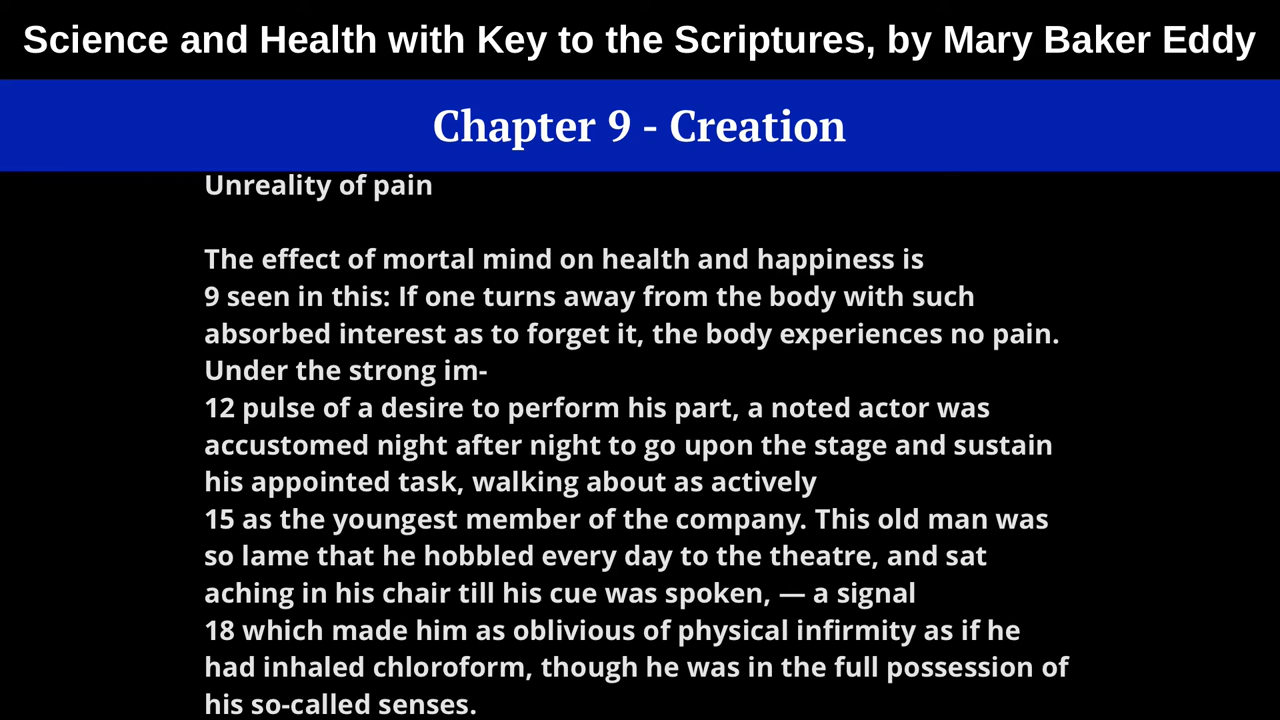 Science and Health with Key to the Scriptures, by Mary Baker Eddy
Chapter 9 - Creation
Unreality of pain
The effect of mortal mind on health and happiness is
9 seen in this: If one turns away from the body with such
absorbed interest as to forget it, the body experiences no pain.
Under the strong im-
12 pulse of a desire to perform his part, a noted actor was
accustomed night after night to go upon the stage and sustain
his appointed task, walking about as actively
15 as the youngest member of the company. This old man was
so lame that he hobbled every day to the theatre, and sat
aching in his chair till his cue was spoken, — a signal
18 which made him as oblivious of physical infirmity as if he
had inhaled chloroform, though he was in the full possession of
his so-called senses.